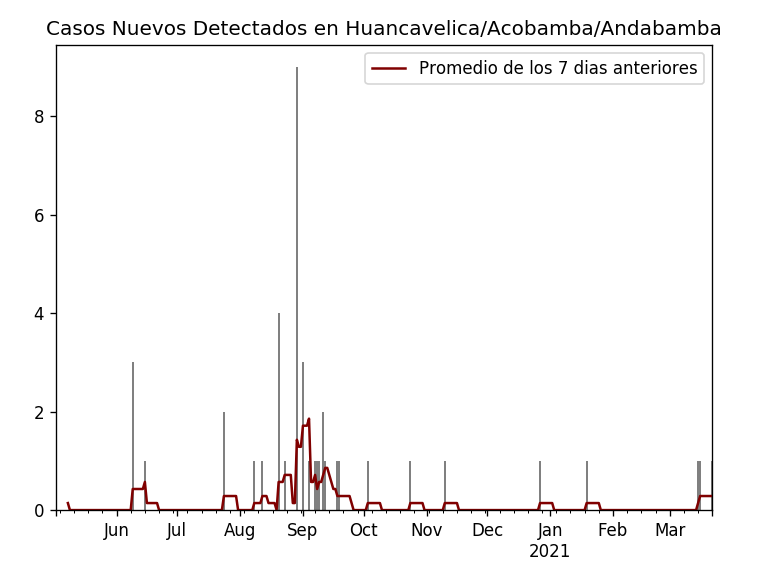 Casos Nuevos Detectados en Huancavelica/Acobamba/Andabamba
Promedio de los 7 dias anteriores
8
6
4
2
0
Jun Jul Aug Sep Oct Nov Dec Jan Feb Mar
2021